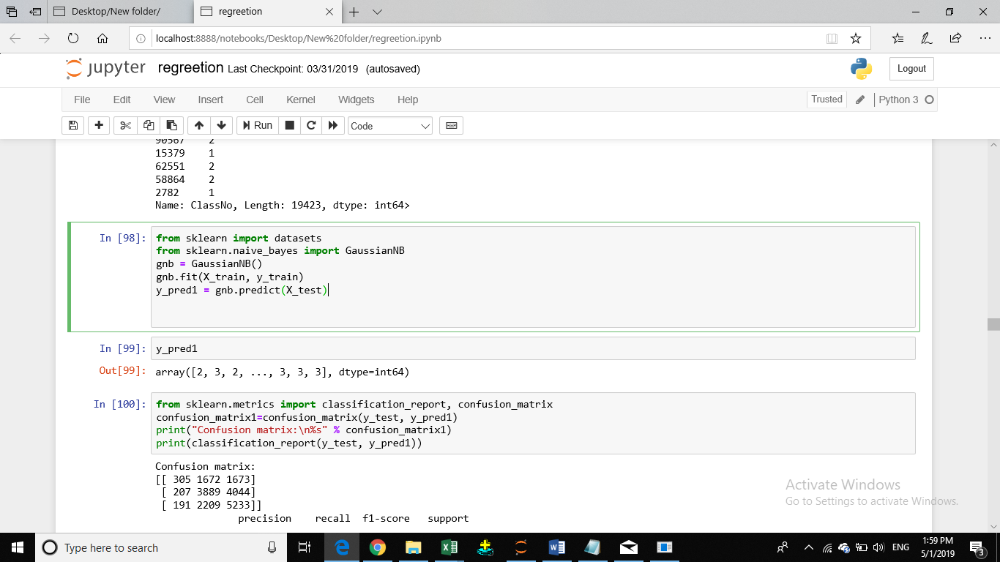 Desktop/New folder/
regreetion
localhost:8888/notebooks/Desktop/New%20folder/regreetion.ipynb
jupyter regreetion Last Checkpoint: 03/31/2019 (autosaved)
Logout
File Edit View Insert Cell Kernel Widgets Help
Trusted Python 3
Run Code
90567 2
15379 1
62551 2
58864 2
2782 1
Name: ClassNo, Length: 19423, dtype: int64>
In [98]: from sklearn import datasets
from sklearn.naive_bayes import GaussianNB
gnb = GaussianNB()
gnb.fit(X_train, y_train)
y_pred1 = gnb.predict(X_test)
In [99]: y_pred1
Out[99]: array([2, 3, 2, ..., 3, 3, 3], dtype=int64)
In [100]: from sklearn.metrics import classification_report, confusion_matrix
confusion_matrix1=confusion_matrix(y_test, y_pred1)
print("Confusion matrix:\n%s" % confusion_matrix1)
print(classification_report(y_test, y_pred1))
Confusion matrix:
[[ 305 1672 1673]
[ 207 3889 4044]
[ 191 2209 5233]]
precision recall f1-score support
Activate Windows
Go to Settings to activate Windows.
Type here to search
ENG
1:59 PM
5/1/2019
3